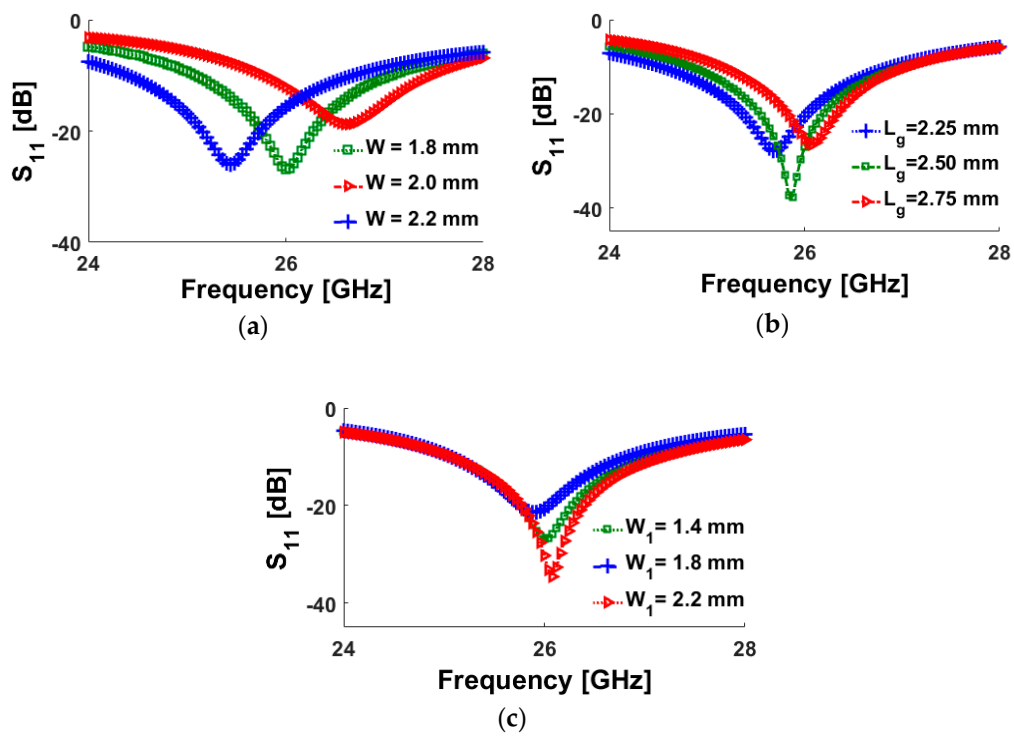 0
-20
-40
S11 [dB]
W = 1.8 mm
W = 2.0 mm
W = 2.2 mm
24
26
28
Frequency [GHz]
(a)
0
-20
-40
S11 [dB]
Lg=2.25 mm
Lg=2.50 mm
Lg=2.75 mm
24
26
28
Frequency [GHz]
(b)
0
-20
-40
S11 [dB]
W1= 1.4 mm
W1= 1.8 mm
W1= 2.2 mm
24
26
28
Frequency [GHz]
(c)